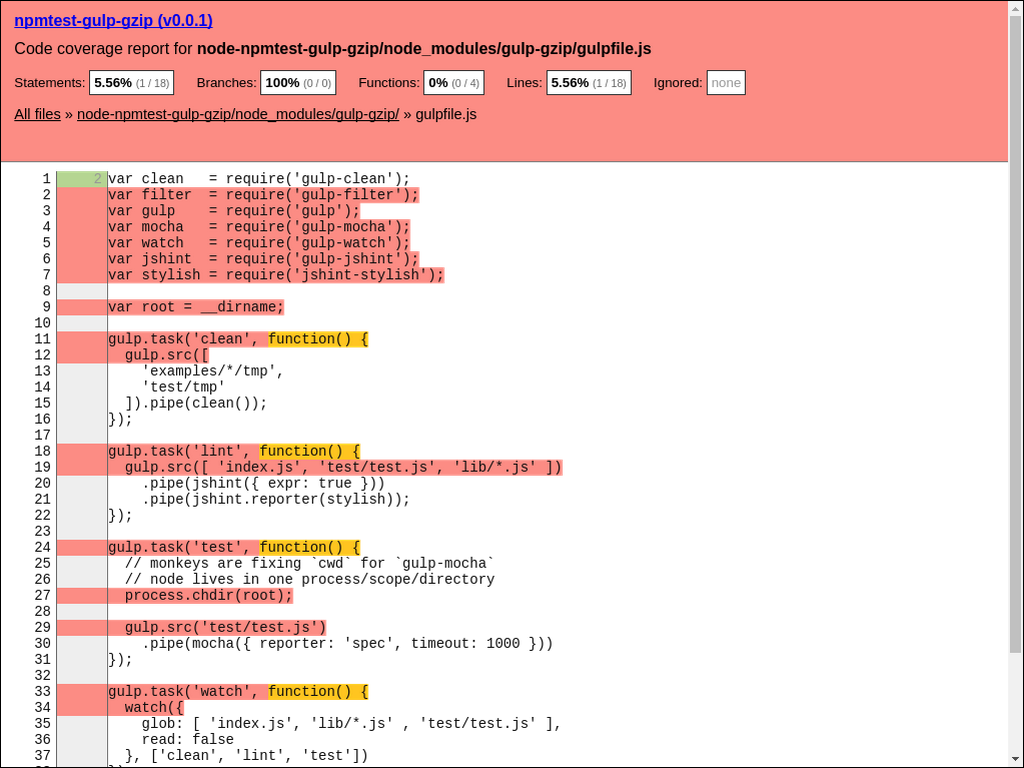 npmtest-gulp-gzip (v0.0.1)
Code coverage report for node-npmtest-gulp-gzip/node_modules/gulp-gzip/gulpfile.js
Statements: 5.56% (1 / 18) Branches: 100% (0 / 0) Functions: 0% (0 / 4) Lines: 5.56% (1 / 18) Ignored: none
All files » node-npmtest-gulp-gzip/node_modules/gulp-gzip/ » gulpfile.js
1 2 var clean   = require('gulp-clean');
2 var filter  = require('gulp-filter');
3 var gulp    = require('gulp');
4 var mocha   = require('gulp-mocha');
5 var watch   = require('gulp-watch');
6 var jshint  = require('gulp-jshint');
7 var stylish = require('jshint-stylish');
8
9 var root = __dirname;
10
11 gulp.task('clean', function() {
12   gulp.src([
13     'examples/*/tmp',
14     'test/tmp'
15   ]).pipe(clean());
16 });
17
18 gulp.task('lint', function() {
19   gulp.src([ 'index.js', 'test/test.js', 'lib/*.js' ])
20     .pipe(jshint({ expr: true }))
21     .pipe(jshint.reporter(stylish));
22 });
23
24 gulp.task('test', function() {
25   // monkeys are fixing `cwd` for `gulp-mocha`
26   // node lives in one process/scope/directory
27   process.chdir(root);
28
29   gulp.src('test/test.js')
30     .pipe(mocha({ reporter: 'spec', timeout: 1000 }))
31 });
32
33 gulp.task('watch', function() {
34   watch({
35     glob: [ 'index.js', 'lib/*.js' , 'test/test.js' ],
36     read: false
37   }, ['clean', 'lint', 'test'])